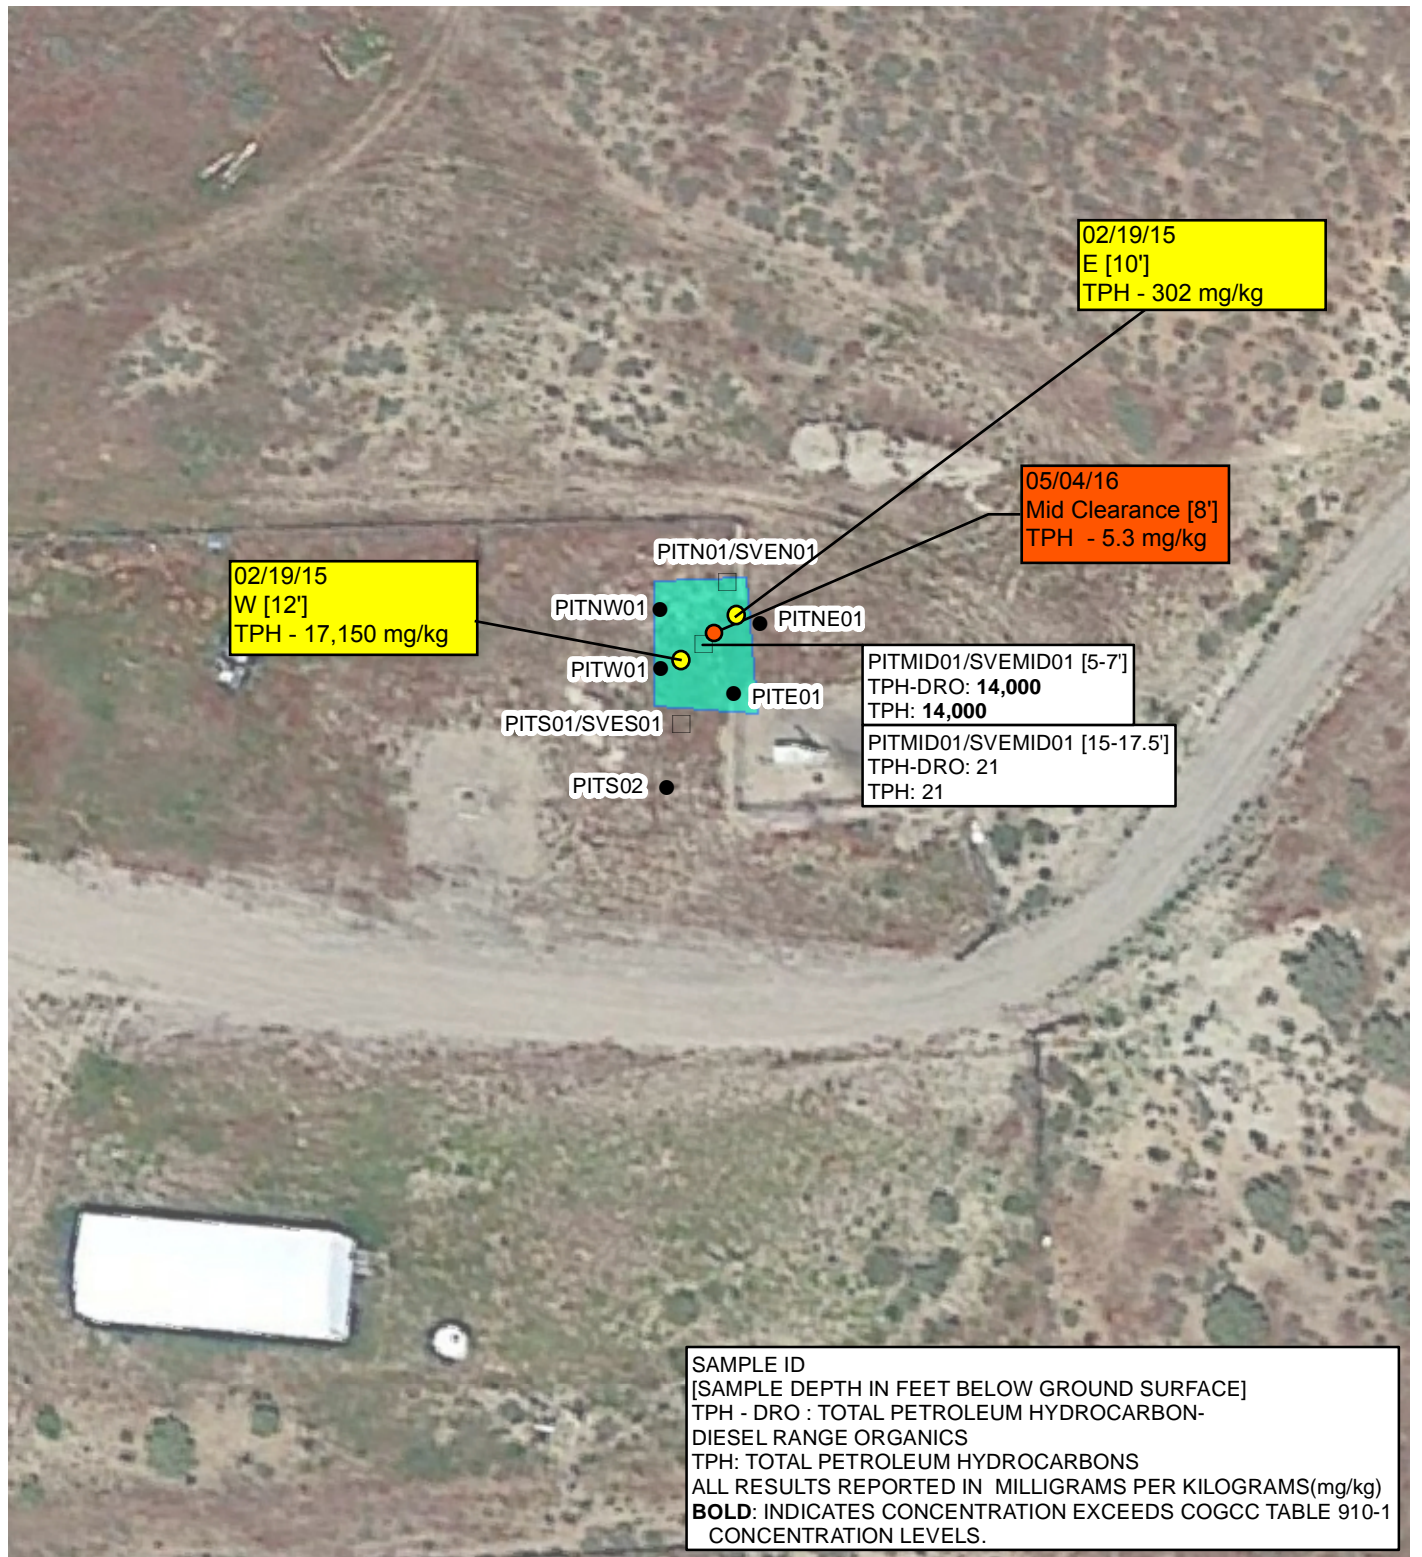 02/19/15
E [10']
TPH - 302 mg/kg
05/04/16
Mid Clearance [8']
TPH - 5.3 mg/kg
02/19/15
W [12']
TPH - 17,150 mg/kg
PITN01/SVEN01
PITNW01
PITNE01
PITW01
PITE01
PITS01/SVES01
PITS02
PITMID01/SVEMID01 [5-7']
TPH-DRO: 14,000
TPH: 14,000
PITMID01/SVEMID01 [15-17.5']
TPH-DRO: 21
TPH: 21
SAMPLE ID
[SAMPLE DEPTH IN FEET BELOW GROUND SURFACE]
TPH - DRO : TOTAL PETROLEUM HYDROCARBON-
DIESEL RANGE ORGANICS
TPH: TOTAL PETROLEUM HYDROCARBONS
ALL RESULTS REPORTED IN MILLIGRAMS PER KILOGRAMS(mg/kg)
BOLD: INDICATES CONCENTRATION EXCEEDS COGCC TABLE 910-1
CONCENTRATION LEVELS.